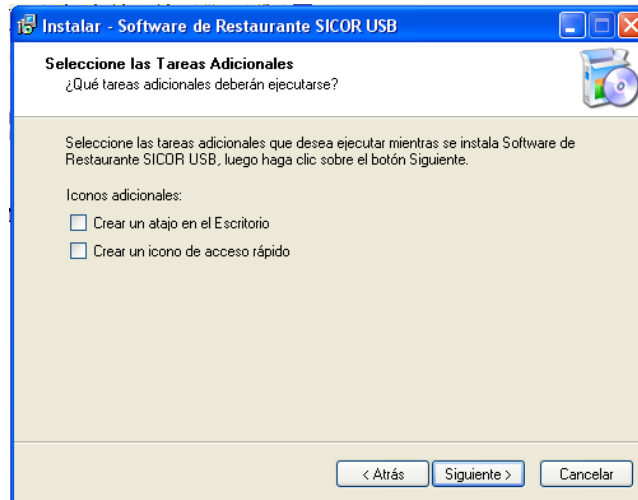 Instalar - Software de Restaurante SICOR USB
Seleccione las Tareas Adicionales
¿Qué tareas adicionales deberán ejecutarse?
Seleccione las tareas adicionales que desea ejecutar mientras se instala Software de
Restaurante SICOR USB, luego haga clic sobre el botón Siguiente.
Iconos adicionales:
Crear un atajo en el Escritorio
Crear un icono de acceso rápido
< Atrás
Siguiente >
Cancelar